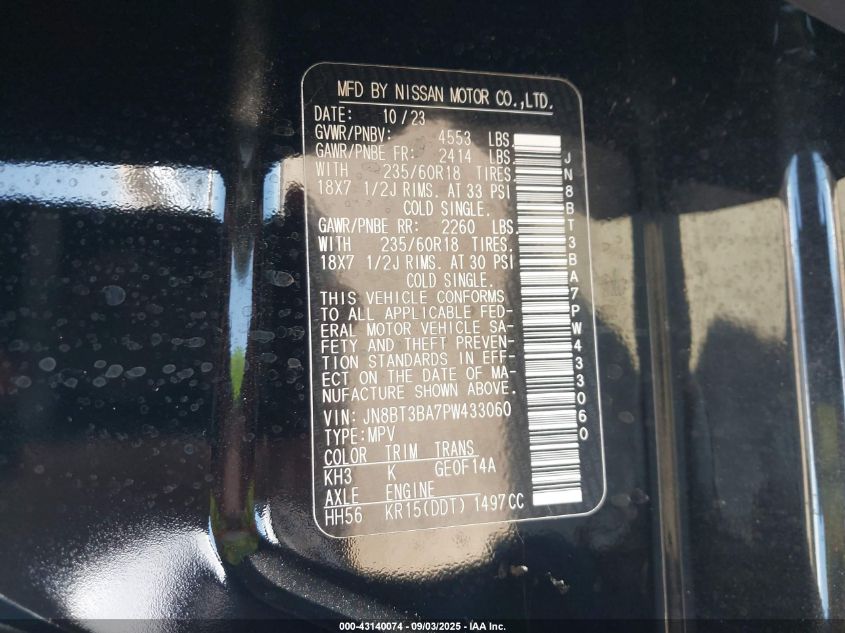 MFD BY NISSAN MOTOR CO.,LTD.
DATE: 10/23
GVWR/PNBV: 4553 LBS.
GAWR/PNBE FR: 2414 LBS.
WITH 235/60R18 TIRES.
18X7 1/2J RIMS. AT 33 PSI
COLD SINGLE.
GAWR/PNBE RR: 2260 LBS.
WITH 235/60R18 TIRES.
18X7 1/2J RIMS. AT 30 PSI
COLD SINGLE.
THIS VEHICLE CONFORMS
TO ALL APPLICABLE FED-
ERAL MOTOR VEHICLE SA-
FETY AND THEFT PREVEN-
TION STANDARDS IN EFF-
ECT ON THE DATE OF MA-
NUFACTURE SHOWN ABOVE.
VIN: JN8BT3BA7PW433060
TYPE:MPV
COLOR TRIM TRANS
KH3 K GE0F14A
AXLE ENGINE
HH56 KR15(DDT) 1497CC
JN8BT3BA7PW433060
000-43140074 - 09/03/2025 - IAA Inc.